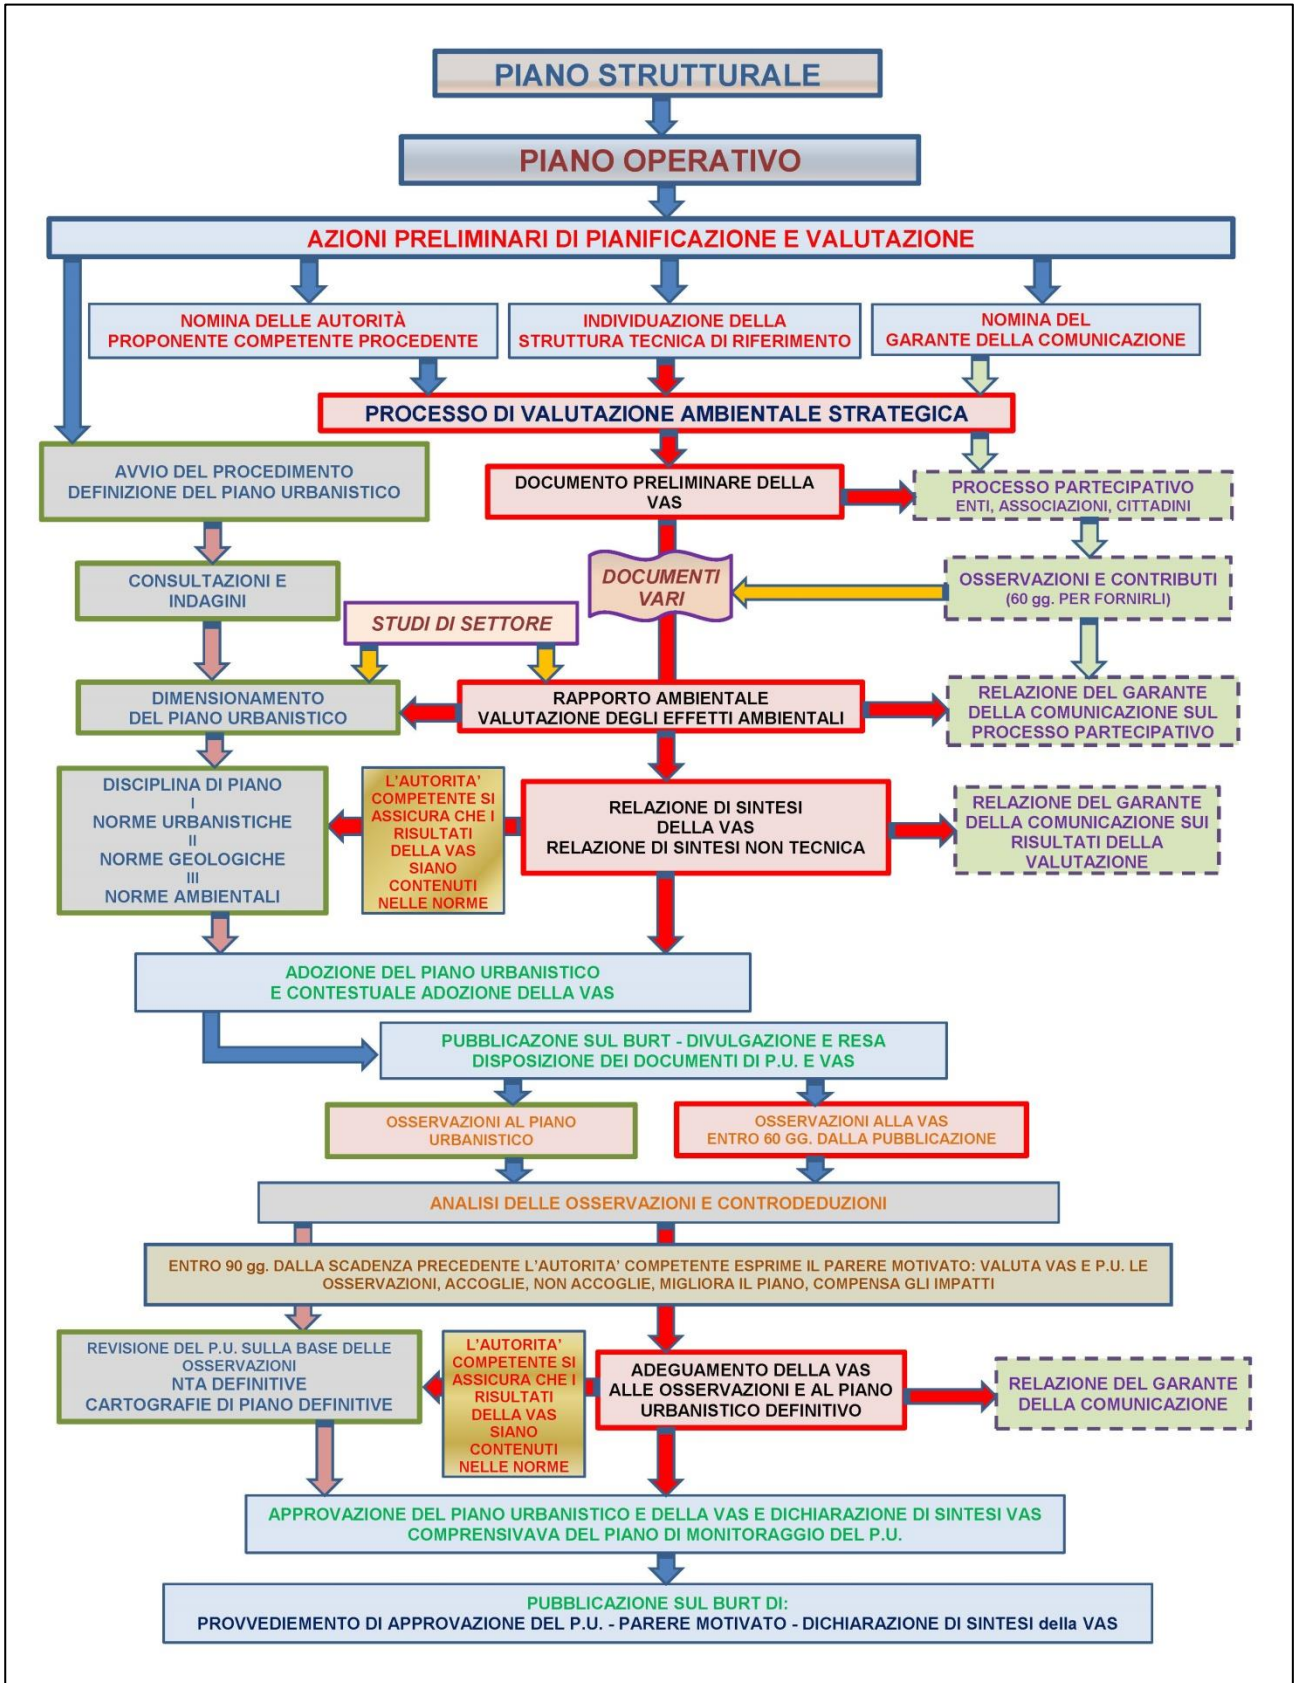 PIANO STRUTTURALE
PIANO OPERATIVO
AZIONI PRELIMINARI DI PIANIFICAZIONE E VALUTAZIONE
NOMINA DELLE AUTORITÀ
PROPONENTE COMPETENTE PROCEDENTE
INDIVIDUAZIONE DELLA
STRUTTURA TECNICA DI RIFERIMENTO
NOMINA DEL
GARANTE DELLA COMUNICAZIONE
PROCESSO DI VALUTAZIONE AMBIENTALE STRATEGICA
AVVIO DEL PROCEDIMENTO
DEFINIZIONE DEL PIANO URBANISTICO
DOCUMENTO PRELIMINARE DELLA
VAS
PROCESSO PARTECIPATIVO
ENTI, ASSOCIAZIONI, CITTADINI
CONSULTAZIONI E
INDAGINI
DOCUMENTI
VARI
OSSERVAZIONI E CONTRIBUTI
(60 gg. PER FORNIRLI)
STUDI DI SETTORE
DIMENSIONAMENTO
DEL PIANO URBANISTICO
RAPPORTO AMBIENTALE
VALUTAZIONE DEGLI EFFETTI AMBIENTALI
RELAZIONE DEL GARANTE
DELLA COMUNICAZIONE SUL
PROCESSO PARTECIPATIVO
DISCIPLINA DI PIANO
I
NORME URBANISTICHE
II
NORME GEOLOGICHE
III
NORME AMBIENTALI
L'AUTORITA'
COMPETENTE SI
ASSICURA CHE I
RISULTATI
DELLA VAS
SIANO
CONTENUTI
NELLE NORME
RELAZIONE DI SINTESI
DELLA VAS
RELAZIONE DI SINTESI NON TECNICA
RELAZIONE DEL GARANTE
DELLA COMUNICAZIONE SUI
RISULTATI DELLA
VALUTAZIONE
ADOZIONE DEL PIANO URBANISTICO
E CONTESTUALE ADOZIONE DELLA VAS
PUBBLICAZONE SUL BURT - DIVULGAZIONE E RESA
DISPOSIZIONE DEI DOCUMENTI DI P.U. E VAS
OSSERVAZIONI AL PIANO
URBANISTICO
OSSERVAZIONI ALLA VAS
ENTRO 60 GG. DALLA PUBBLICAZIONE
ANALISI DELLE OSSERVAZIONI E CONTRODEDUZIONI
ENTRO 90 gg. DALLA SCADENZA PRECEDENTE L'AUTORITA' COMPETENTE ESPRIME IL PARERE MOTIVATO: VALUTA VAS E P.U. LE
OSSERVAZIONI, ACCOGLIE, NON ACCOGLIE, MIGLIORA IL PIANO, COMPENSA GLI IMPATTI
REVISIONE DEL P.U. SULLA BASE DELLE
OSSERVAZIONI
NTA DEFINITIVE
CARTOGRAFIE DI PIANO DEFINITIVE
L'AUTORITA'
COMPETENTE SI
ASSICURA CHE I
RISULTATI
DELLA VAS
SIANO
CONTENUTI
NELLE NORME
ADEGUAMENTO DELLA VAS
ALLE OSSERVAZIONI E AL PIANO
URBANISTICO DEFINITIVO
RELAZIONE DEL GARANTE
DELLA COMUNICAZIONE
APPROVAZIONE DEL PIANO URBANISTICO E DELLA VAS E DICHIARAZIONE DI SINTESI VAS
COMPRENSIVAVA DEL PIANO DI MONITORAGGIO DEL P.U.
PUBBLICAZIONE SUL BURT DI:
PROVVEDIEMENTO DI APPROVAZIONE DEL P.U. - PARERE MOTIVATO - DICHIARAZIONE DI SINTESI della VAS